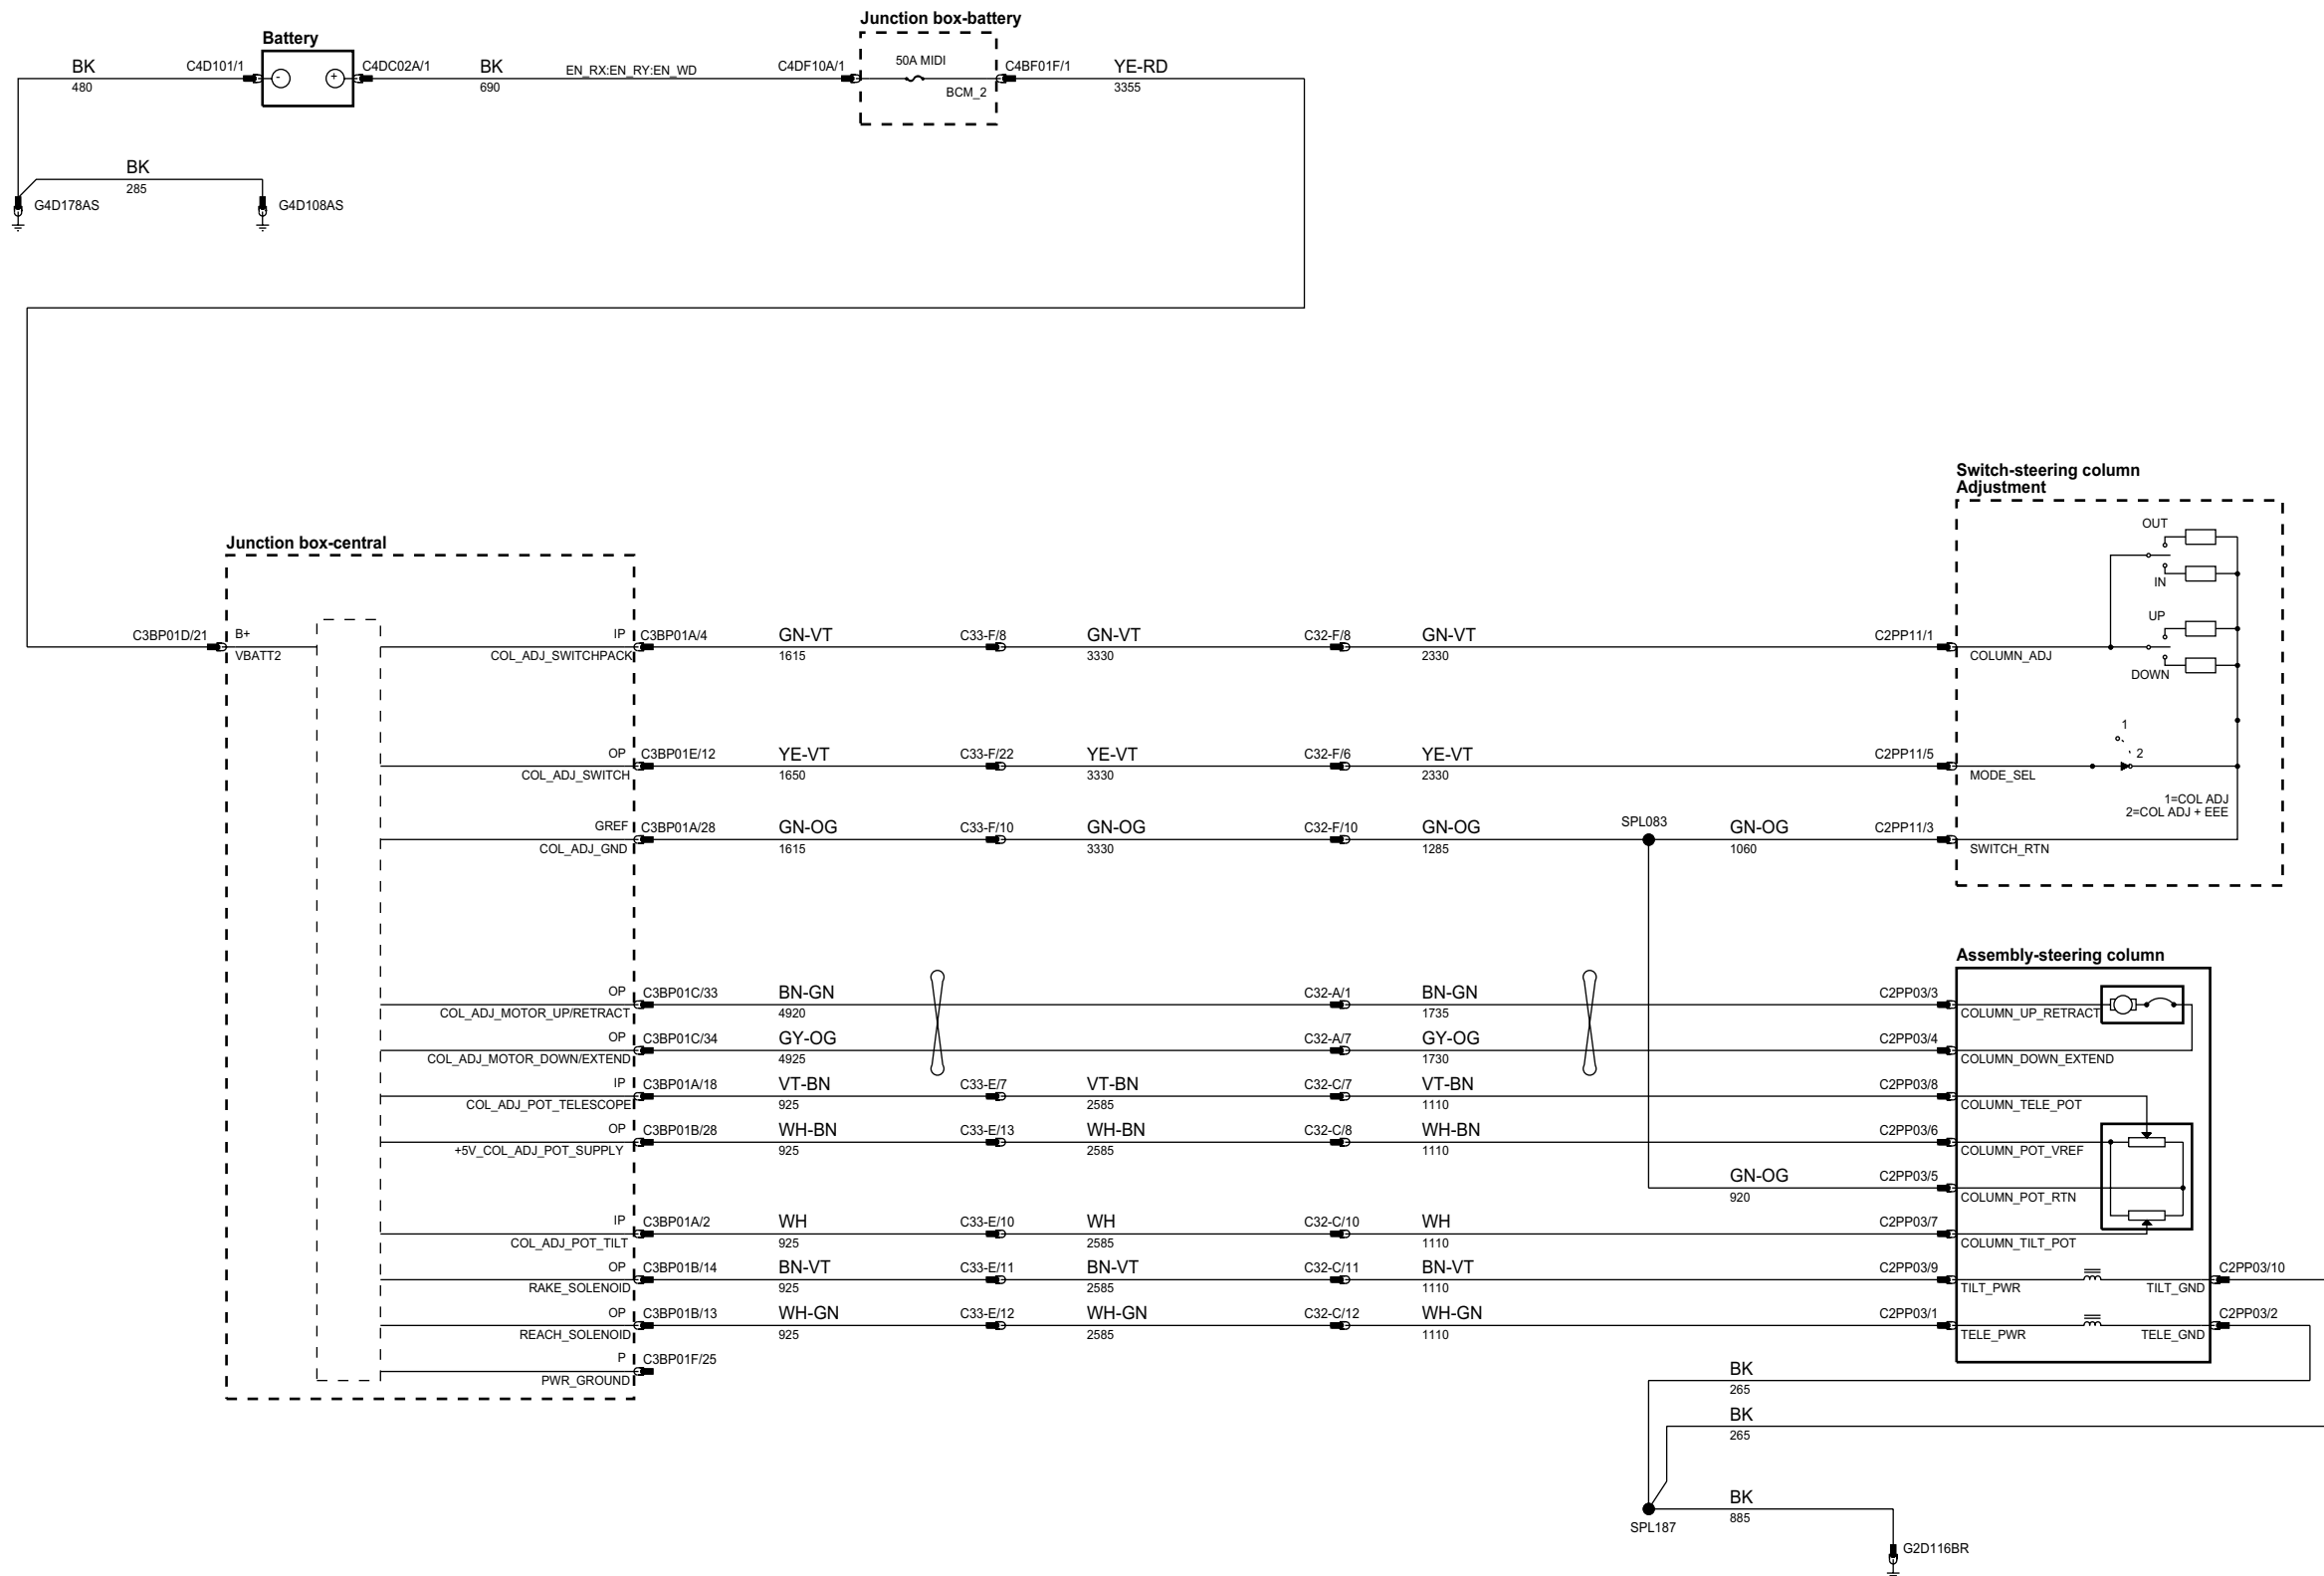 Junction box-battery
Battery
BK
480
C4D101/1
-
+
C4DC02A/1
BK
690
EN_RX:EN_RY:EN_WD
C4DF10A/1
50A MIDI
BCM_2
C4BF01F/1
YE-RD
3355
BK
285
G4D178AS
G4D108AS
Switch-steering column
Adjustment
OUT
IN
UP
DOWN
Junction box-central
C3BP01D/21
B+
VBATT2
IP
COL_ADJ_SWITCHPACK
C3BP01A/4
GN-VT
1615
C33-F/8
GN-VT
3330
C32-F/8
GN-VT
2330
C2PP11/1
COLUMN_ADJ
OP
COL_ADJ_SWITCH
C3BP01E/12
YE-VT
1650
C33-F/22
YE-VT
3330
C32-F/6
YE-VT
2330
C2PP11/5
MODE_SEL
1
2
1=COL ADJ
2=COL ADJ + EEE
GREF
COL_ADJ_GND
C3BP01A/28
GN-OG
1615
C33-F/10
GN-OG
3330
C32-F/10
GN-OG
1285
SPL083
GN-OG
1060
C2PP11/3
SWITCH_RTN
Assembly-steering column
OP
COL_ADJ_MOTOR_UP/RETRACT
C3BP01C/33
BN-GN
4920
C32-A/1
BN-GN
1735
C2PP03/3
COLUMN_UP_RETRACT
OP
COL_ADJ_MOTOR_DOWN/EXTEND
C3BP01C/34
GY-OG
4925
C32-A/7
GY-OG
1730
C2PP03/4
COLUMN_DOWN_EXTEND
IP
COL_ADJ_POT_TELESCOPE
C3BP01A/18
VT-BN
925
C33-E/7
VT-BN
2585
C32-C/7
VT-BN
1110
C2PP03/8
COLUMN_TELE_POT
OP
+5V_COL_ADJ_POT_SUPPLY
C3BP01B/28
WH-BN
925
C33-E/13
WH-BN
2585
C32-C/8
WH-BN
1110
C2PP03/6
COLUMN_POT_VREF
GN-OG
920
C2PP03/5
COLUMN_POT_RTN
IP
COL_ADJ_POT_TILT
C3BP01A/2
WH
925
C33-E/10
WH
2585
C32-C/10
WH
1110
C2PP03/7
COLUMN_TILT_POT
OP
RAKE_SOLENOID
C3BP01B/14
BN-VT
925
C33-E/11
BN-VT
2585
C32-C/11
BN-VT
1110
C2PP03/9
TILT_PWR
TILT_GND
C2PP03/10
OP
REACH_SOLENOID
C3BP01B/13
WH-GN
925
C33-E/12
WH-GN
2585
C32-C/12
WH-GN
1110
C2PP03/1
TELE_PWR
TELE_GND
C2PP03/2
P
PWR_GROUND
C3BP01F/25
BK
265
BK
265
BK
885
SPL187
G2D116BR